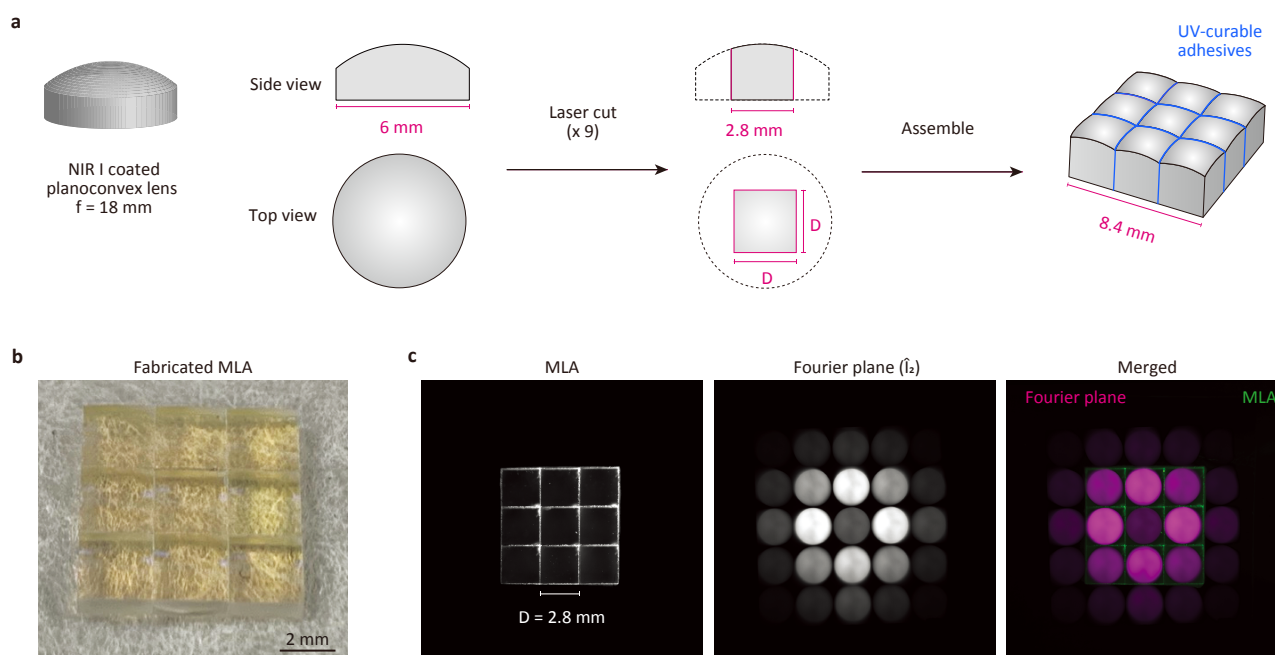 a
NIR I coated
planoconvex lens
f = 18 mm
Side view
6 mm
Top view
Laser cut
(x 9)
2.8 mm
D
D
Assemble
UV-curable
adhesives
8.4 mm
b
Fabricated MLA
2 mm
c
MLA
D = 2.8 mm
Fourier plane (Î₂)
Merged
Fourier plane
MLA